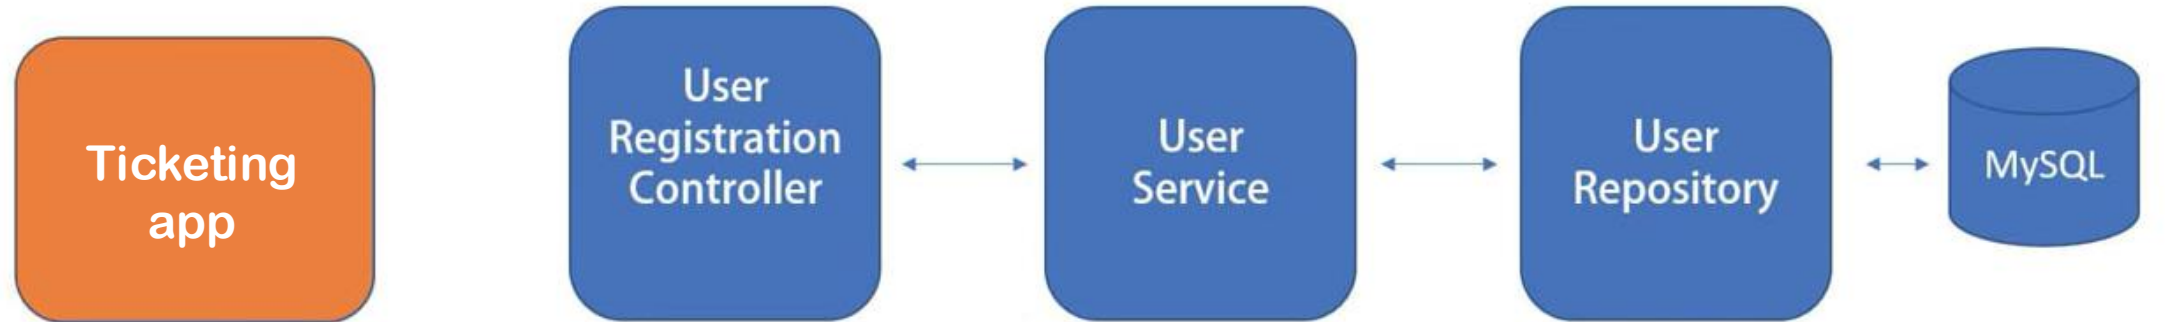 Ticketing
app
User
Registration
Controller
User
Service
User
Repository
MySQL